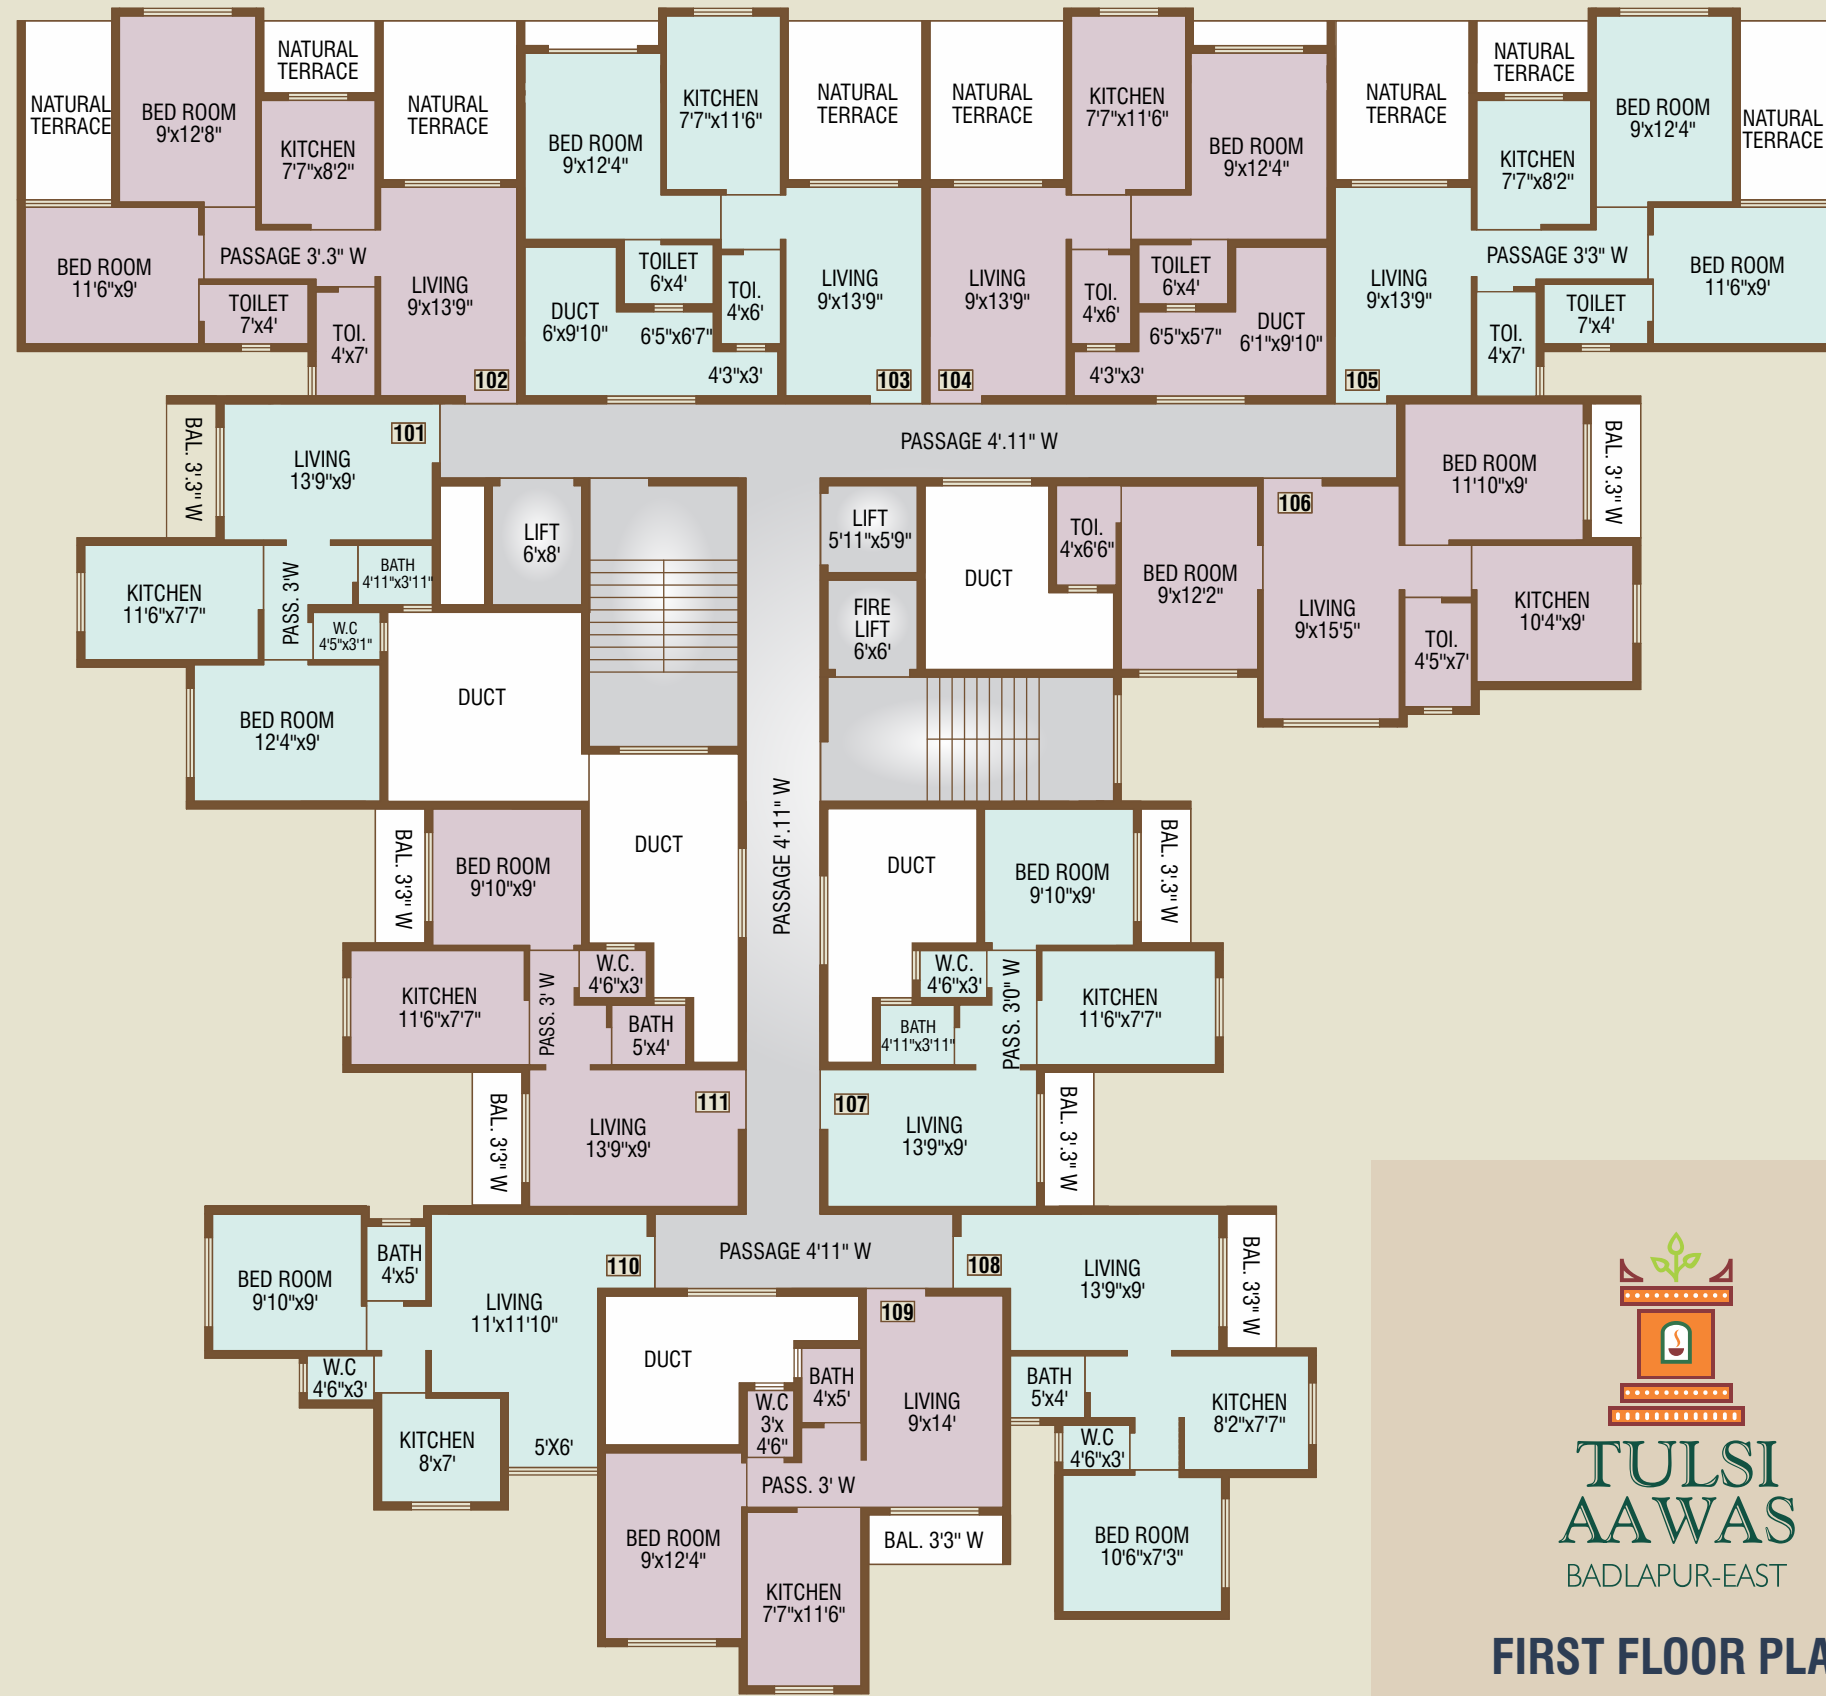 NATURAL
TERRACE
BED ROOM
9'x12'8"
NATURAL
TERRACE
KITCHEN
7'7"x8'2"
NATURAL
TERRACE
BED ROOM
11'6"x9'
PASSAGE 3'.3" W
TOILET
7'x4'
TOI.
4'x7'
LIVING
9'x13'9"
102
BED ROOM
9'x12'4"
KITCHEN
7'7"x11'6"
NATURAL
TERRACE
DUCT
6'x9'10"
TOILET
6'x4'
6'5"x6'7"
TOI.
4'x6'
4'3"x3'
LIVING
9'x13'9"
103
NATURAL
TERRACE
KITCHEN
7'7"x11'6"
BED ROOM
9'x12'4"
LIVING
9'x13'9"
104
TOI.
4'x6'
TOILET
6'x4'
6'5"x5'7"
DUCT
6'1"x9'10"
4'3"x3'
NATURAL
TERRACE
NATURAL
TERRACE
KITCHEN
7'7"x8'2"
BED ROOM
9'x12'4"
NATURAL
TERRACE
LIVING
9'x13'9"
105
PASSAGE 3'3" W
TOI.
4'x7'
TOILET
7'x4'
BED ROOM
11'6"x9'
BAL. 3'.3" W
101
LIVING
13'9"x9'
KITCHEN
11'6"x7'7"
PASS. 3'W
BATH
4'11"x3'11"
W.C
4'5"x3'1"
BED ROOM
12'4"x9'
PASSAGE 4'.11" W
LIFT
6'x8'
DUCT
LIFT
5'11"x5'9"
FIRE
LIFT
6'x6'
DUCT
TOI.
4'x6'6"
BED ROOM
9'x12'2"
106
LIVING
9'x15'5"
BED ROOM
11'10"x9'
BAL. 3'.3" W
TOI.
4'5"x7'
KITCHEN
10'4"x9'
PASSAGE 4'.11" W
BAL. 3'3" W
BED ROOM
9'10"x9'
DUCT
KITCHEN
11'6"x7'7"
PASS. 3' W
W.C.
4'6"x3'
BATH
5'x4'
BAL. 3'3" W
LIVING
13'9"x9'
111
DUCT
BED ROOM
9'10"x9'
BAL. 3'.3" W
W.C.
4'6"x3'
BATH
4'11"x3'11"
PASS. 3'0" W
KITCHEN
11'6"x7'7"
107
LIVING
13'9"x9'
BAL. 3'.3" W
BED ROOM
9'10"x9'
BATH
4'x5'
110
LIVING
11'x11'10"
W.C
4'6"x3'
KITCHEN
8'x7'
5'X6'
PASSAGE 4'11" W
DUCT
109
BATH
4'x5'
W.C
3'x
4'6"
LIVING
9'x14'
PASS. 3' W
BED ROOM
9'x12'4"
KITCHEN
7'7"x11'6"
BAL. 3'3" W
108
LIVING
13'9"x9'
BAL. 3'3" W
BATH
5'x4'
KITCHEN
8'2"x7'7"
W.C
4'6"x3'
BED ROOM
10'6"x7'3"
TULSI
AAWAS
BADLAPUR-EAST
FIRST FLOOR PLA